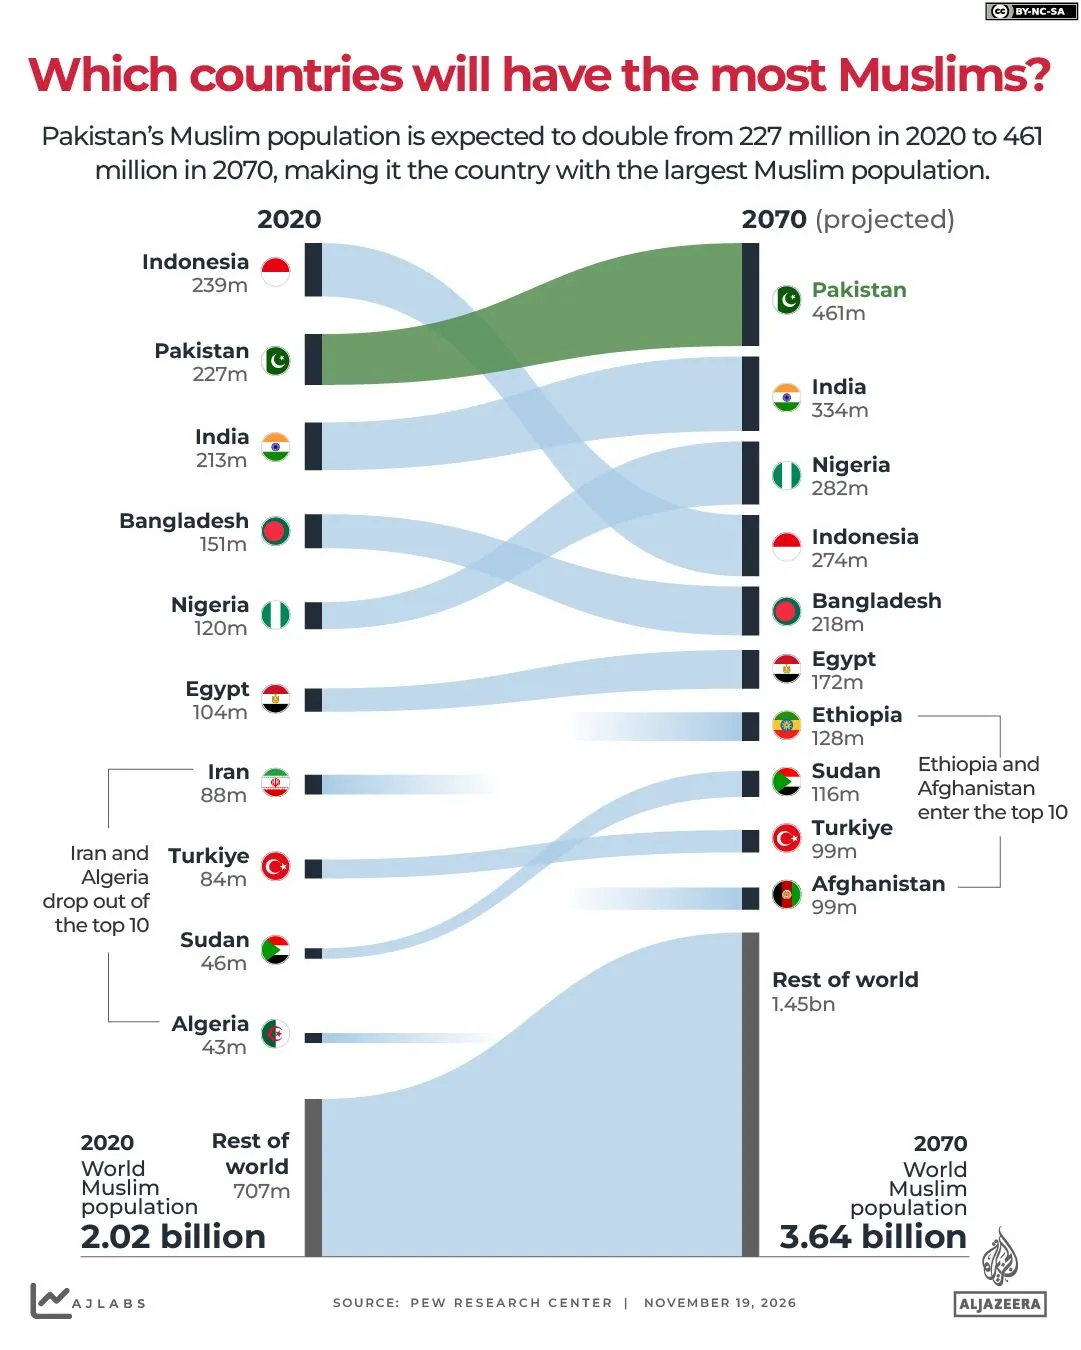 BY-NC-SA
Which countries will have the most Muslims?
Pakistan's Muslim population is expected to double from 227 million in 2020 to 461
million in 2070, making it the country with the largest Muslim population.
2020
2070 (projected)
Indonesia
239m
Pakistan
227m
India
213m
Bangladesh
151m
Nigeria
120m
Egypt
104m
Iran
88m
Turkiye
84m
Sudan
46m
Algeria
43m
Iran and
Algeria
drop out of
the top 10
Rest of
world
707m
2020
World
Muslim
population
2.02 billion
Pakistan
461m
India
334m
Nigeria
282m
Indonesia
274m
Bangladesh
218m
Egypt
172m
Ethiopia
128m
Sudan
116m
Turkiye
99m
Afghanistan
99m
Ethiopia and
Afghanistan
enter the top 10
Rest of world
1.45bn
2070
World
Muslim
population
3.64 billion
AJLABS
SOURCE: PEW RESEARCH CENTER | NOVEMBER 19, 2026
ALJAZEERA